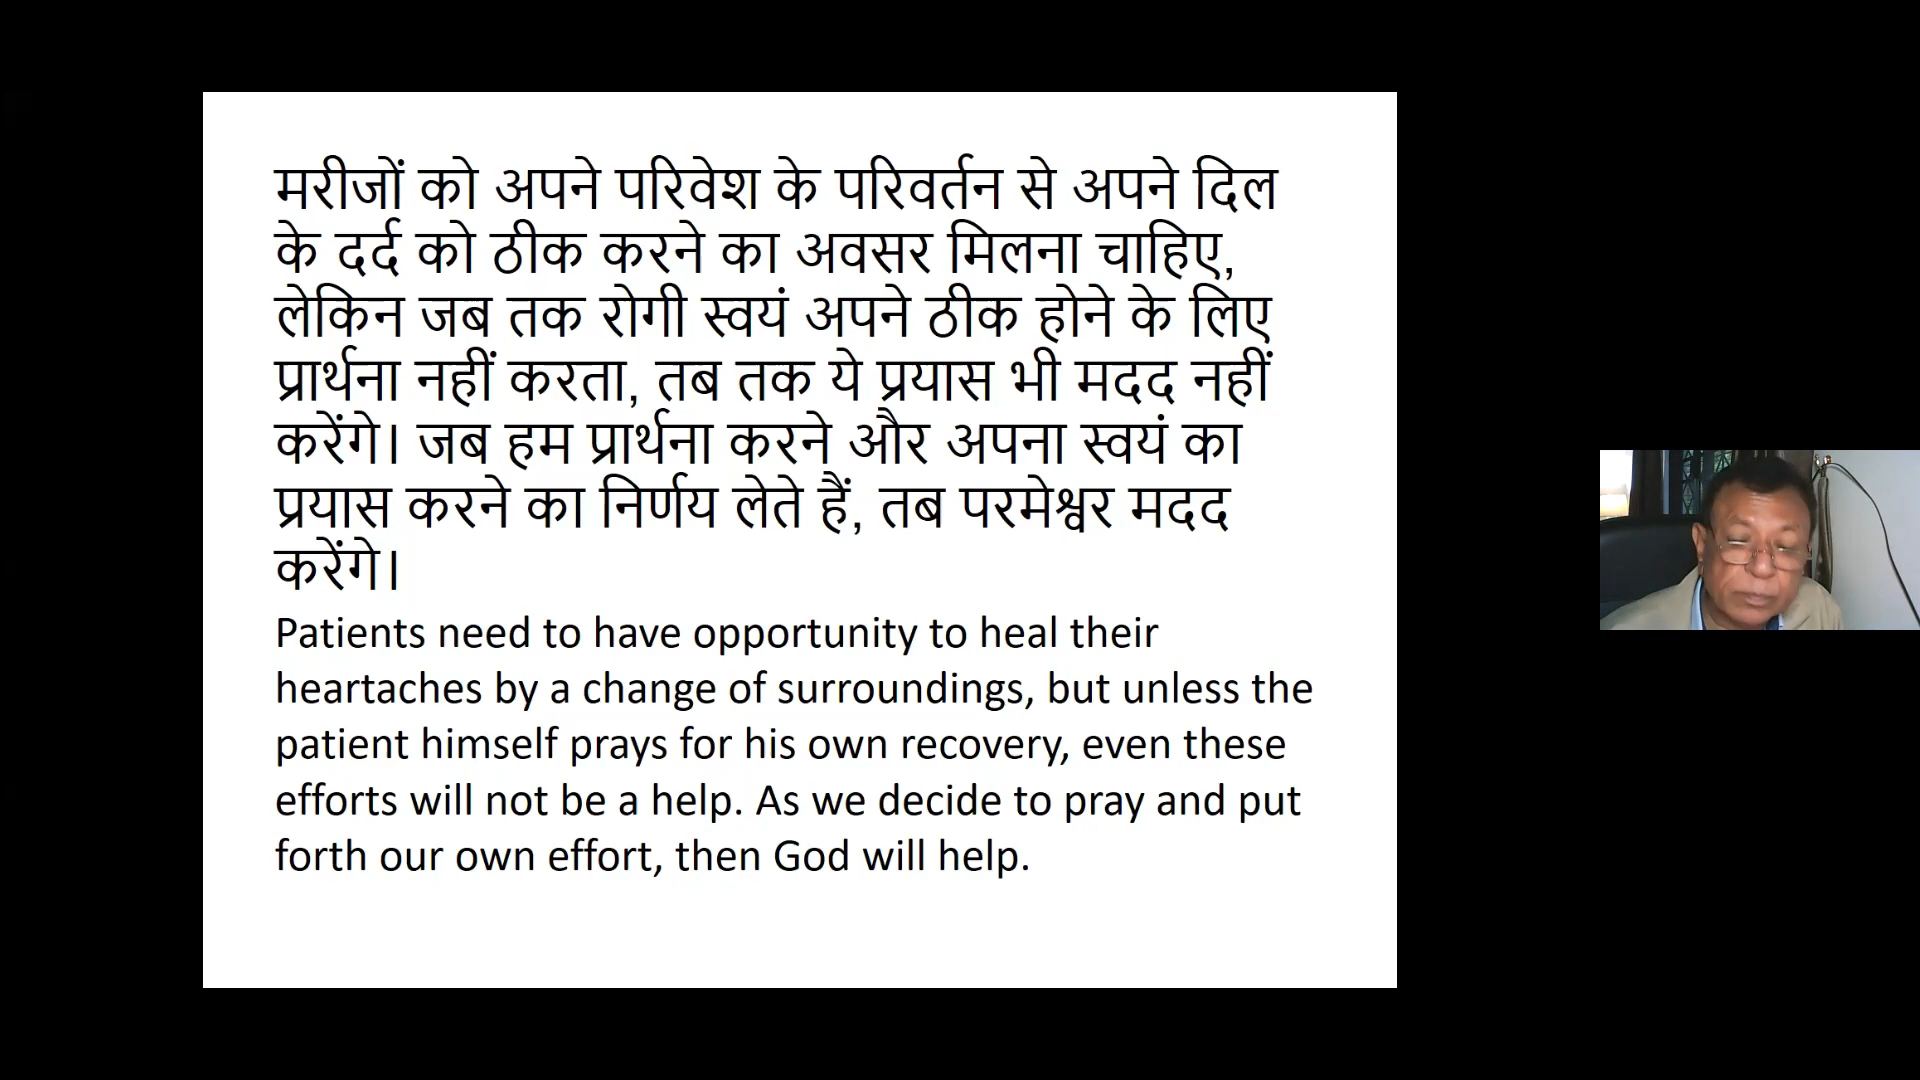 मरीजों को अपने परिवेश के परिवर्तन से अपने दिल
के दर्द को ठीक करने का अवसर मिलना चाहिए,
लेकिन जब तक रोगी स्वयं अपने ठीक होने के लिए
प्रार्थना नहीं करता, तब तक ये प्रयास भी मदद नहीं
करेंगे। जब हम प्रार्थना करने और अपना स्वयं का
प्रयास करने का निर्णय लेते हैं, तब परमेश्वर मदद
करेंगे।
Patients need to have opportunity to heal their
heartaches by a change of surroundings, but unless the
patient himself prays for his own recovery, even these
efforts will not be a help. As we decide to pray and put
forth our own effort, then God will help.